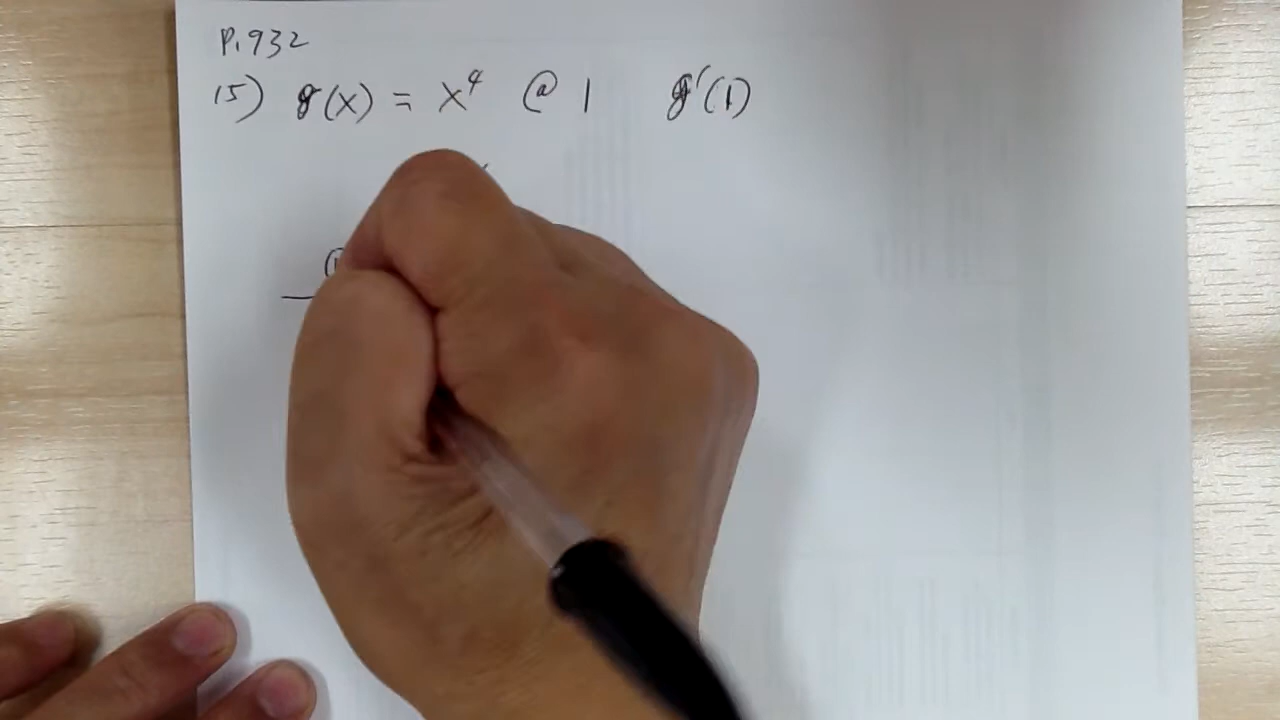 P.932
15) g(x) = x⁴ @ 1 g'(1)